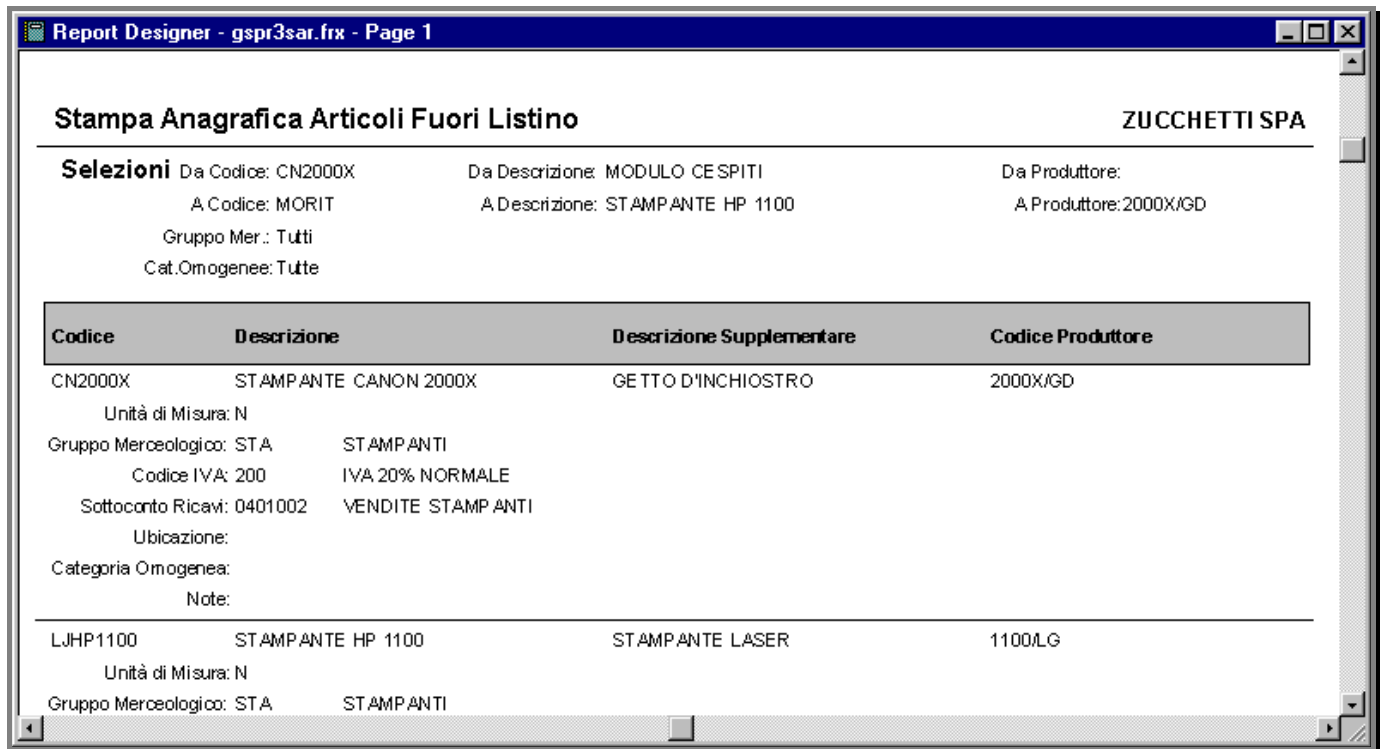 Report Designer - gspr3sar.frx - Page 1
Stampa Anagrafica Articoli Fuori Listino ZUCCHETTI SPA
Selezioni Da Codice: CN2000X Da Descrizione: MODULO CESPITI Da Produttore:
A Codice: MORIT A Descrizione: STAMPANTE HP 1100 A Produttore: 2000X/GD
Gruppo Mer.: Tutti
Cat.Omogenee: Tutte
Codice Descrizione Descrizione Supplementare Codice Produttore
CN2000X STAMPANTE CANON 2000X GETTO D'INCHIOSTRO 2000X/GD
Unità di Misura: N
Gruppo Merceologico: STA STAMPANTI
Codice IVA: 200 IVA 20% NORMALE
Sottoconto Ricavi: 0401002 VENDITE STAMPANTI
Ubicazione:
Categoria Omogenea:
Note:
LJHP1100 STAMPANTE HP 1100 STAMPANTE LASER 1100/LG
Unità di Misura: N
Gruppo Merceologico: STA STAMPANTI